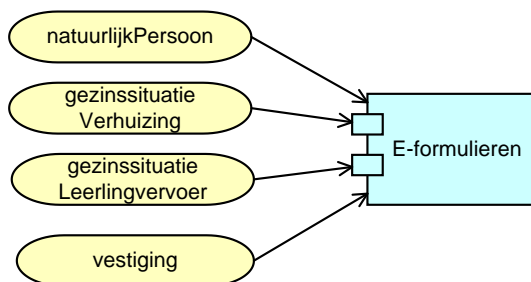 natuurlijkPersoon
gezinssituatie
Verhuizing
gezinssituatie
Leerlingvervoer
vestiging
E-formulieren